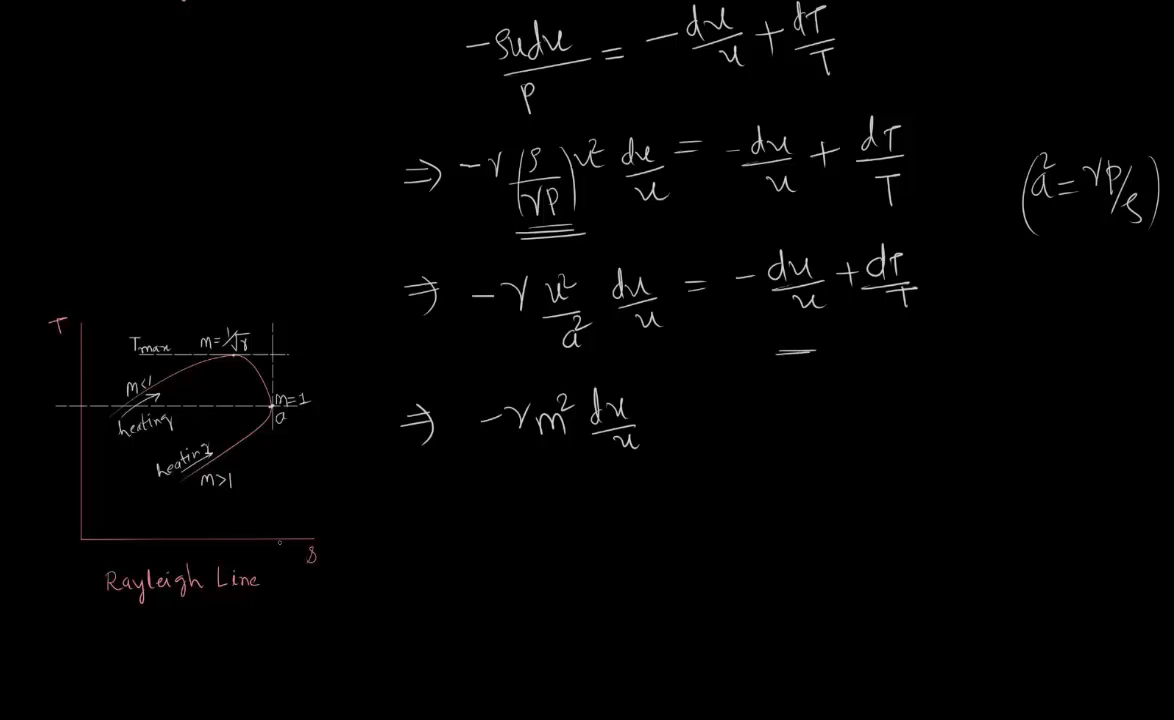 -ρudu/P = -du/u + dT/T
⇒ -γ (ρ/γP) u² du/u = -du/u + dT/T
(a² = γP/ρ)
⇒ -γ u²/a² du/u = -du/u + dT/T
⇒ -γm² du/u
T
Tmax
m=1/√γ
m<1
heating
m=1
a
heating
m>1
s
Rayleigh Line